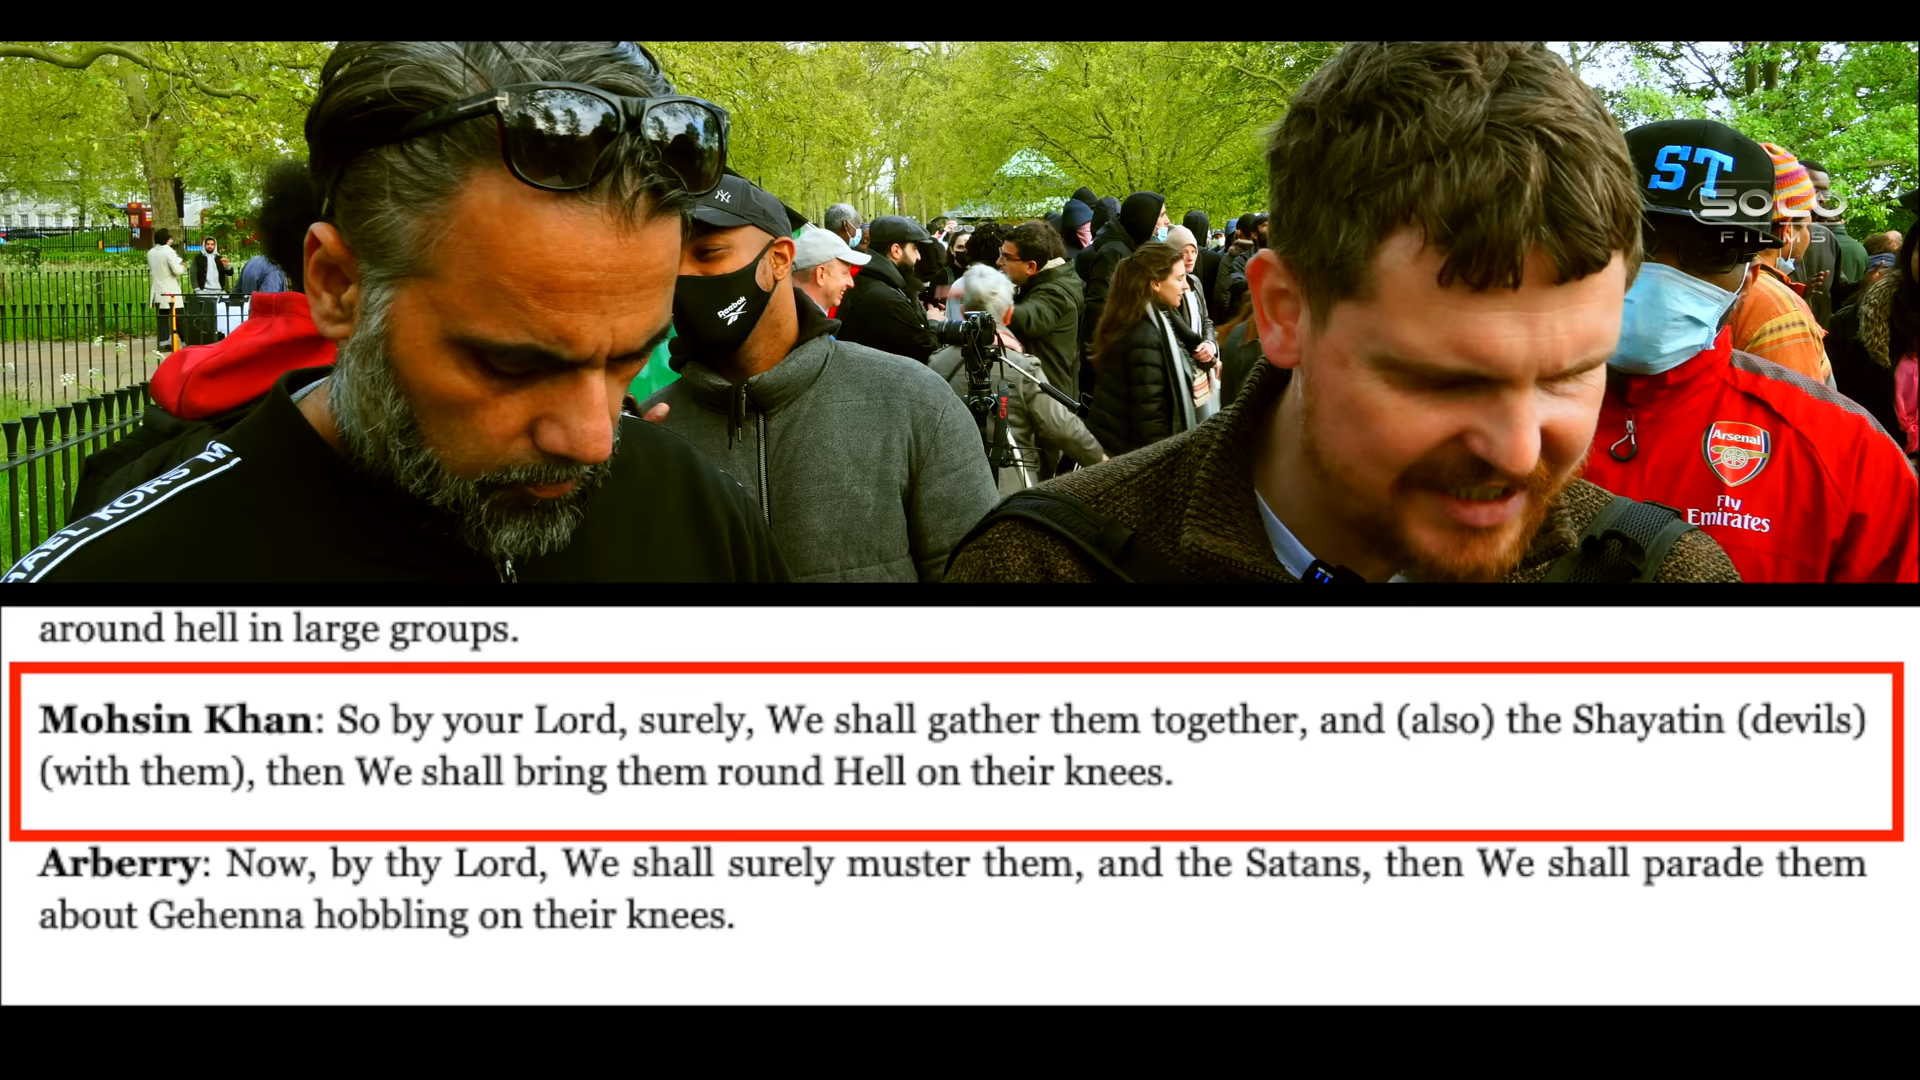 ST
SOCO
FILMS
NY
Reebok
Arsenal
Fly
Emirates
KORS M
around hell in large groups.
Mohsin Khan: So by your Lord, surely, We shall gather them together, and (also) the Shayatin (devils)
(with them), then We shall bring them round Hell on their knees.
Arberry: Now, by thy Lord, We shall surely muster them, and the Satans, then We shall parade them
about Gehenna hobbling on their knees.